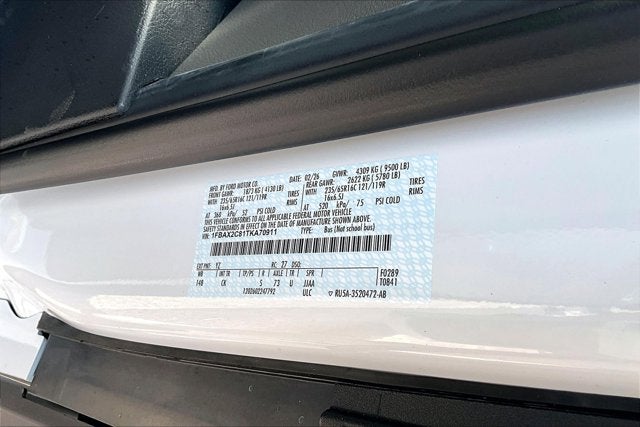 MFD. BY FORD MOTOR CO. DATE: 02/26 GVWR: 4309 KG ( 9500 LB)
FRONT GAWR: 1873 KG ( 4130 LB) REAR GAWR: 2622 KG ( 5780 LB)
WITH 235/65R16C 121/119R TIRES WITH 235/65R16C 121/119R TIRES
16x6.5J RIMS 16x6.5J RIMS
AT 360 kPa/ 52 PSI COLD AT 520 kPa/ 75 PSI COLD
THIS VEHICLE CONFORMS TO ALL APPLICABLE FEDERAL MOTOR VEHICLE
SAFETY STANDARDS IN EFFECT ON THE DATE OF MANUFACTURE SHOWN ABOVE.
VIN: 1FBAX2C81TKA70911 TYPE: Bus (Not School bus)
EXT PNT: YZ RC: 27 DSO:
WB INT TR TP/PS R AXLE TR SPR F0289
148 CK S 73 U JJAA T0841
1202602247792 ULC ▽ RU5A-3520472-AB